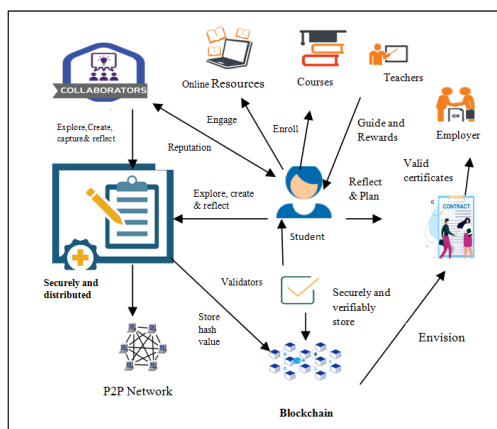 COLLABORATORS
Online Resources
Courses
Teachers
Employer
Explore,Create,
capture & reflect
Engage
Enroll
Guide and
Rewards
Reputation
Valid
certificates
Explore, create
& reflect
Reflect
& Plan
CV
CONTRACT
Student
Securely and
distributed
Validators
Securely and
verifiably
store
Store
hash
value
Envision
P2P Network
Blockchain